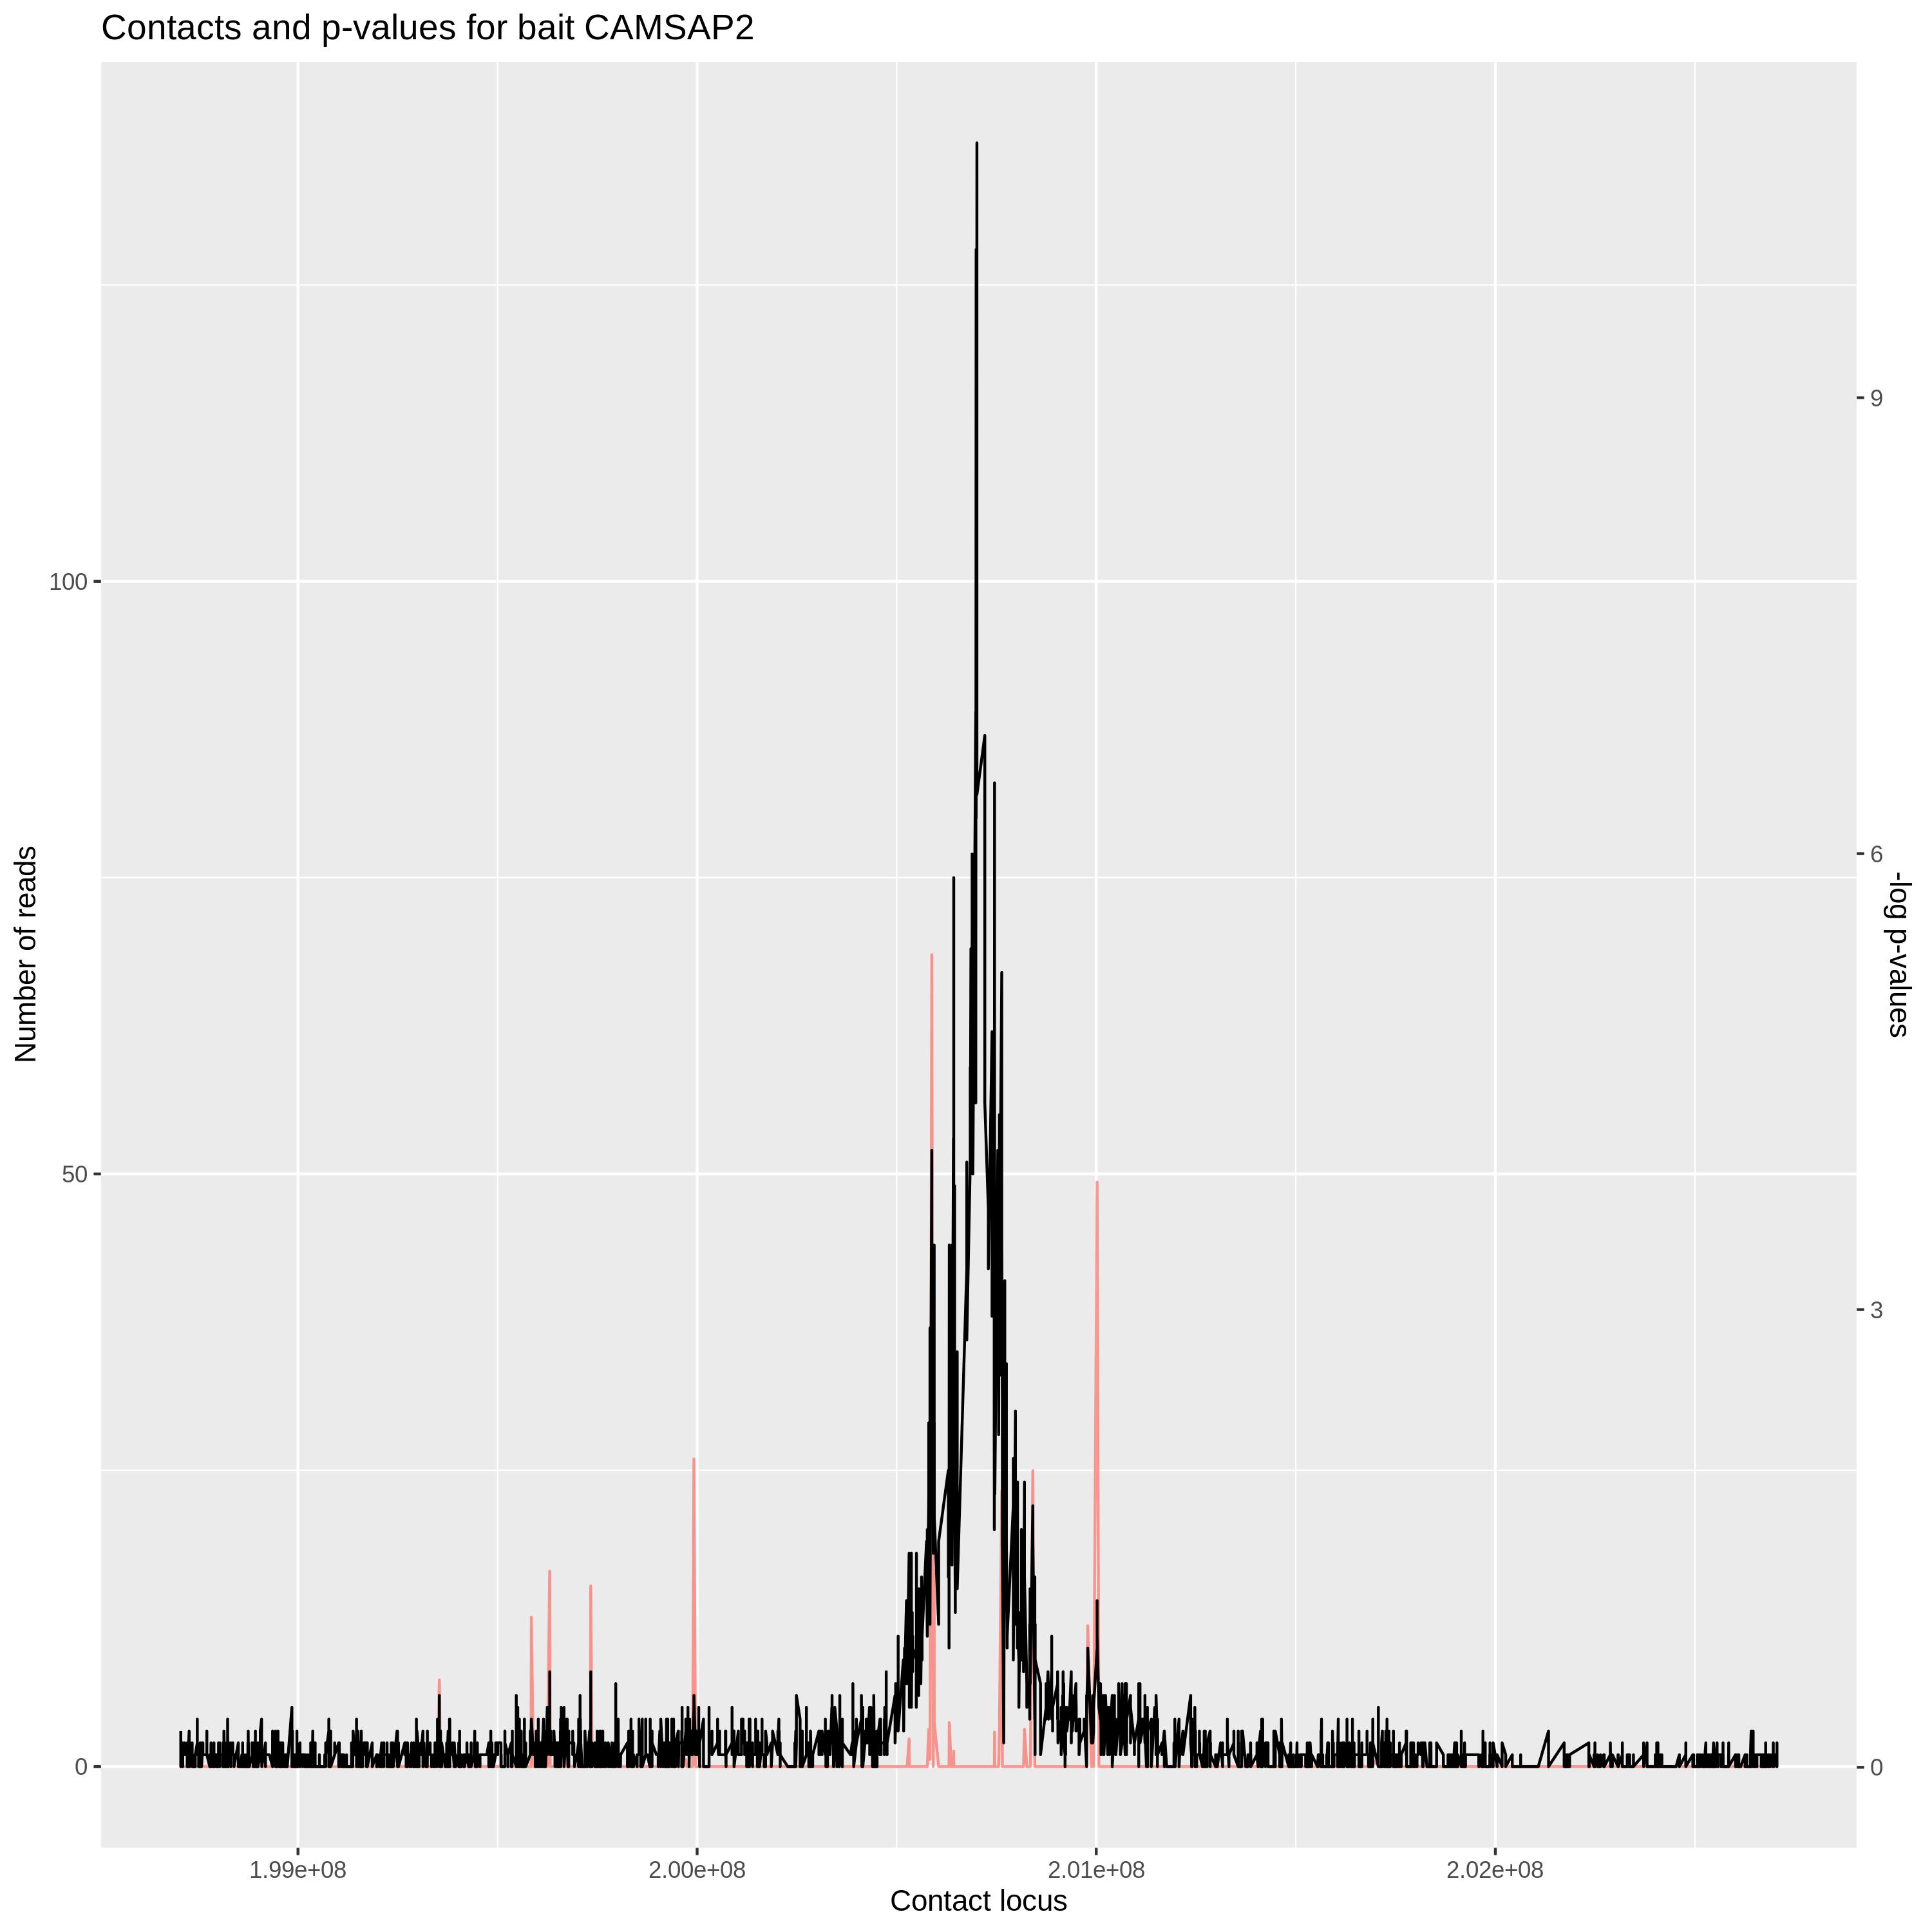 Contacts and p-values for bait CAMSAP2
Number of reads
100
50
0
9
6
3
0
-log p-values
1.99e+08
2.00e+08
2.01e+08
2.02e+08
Contact locus